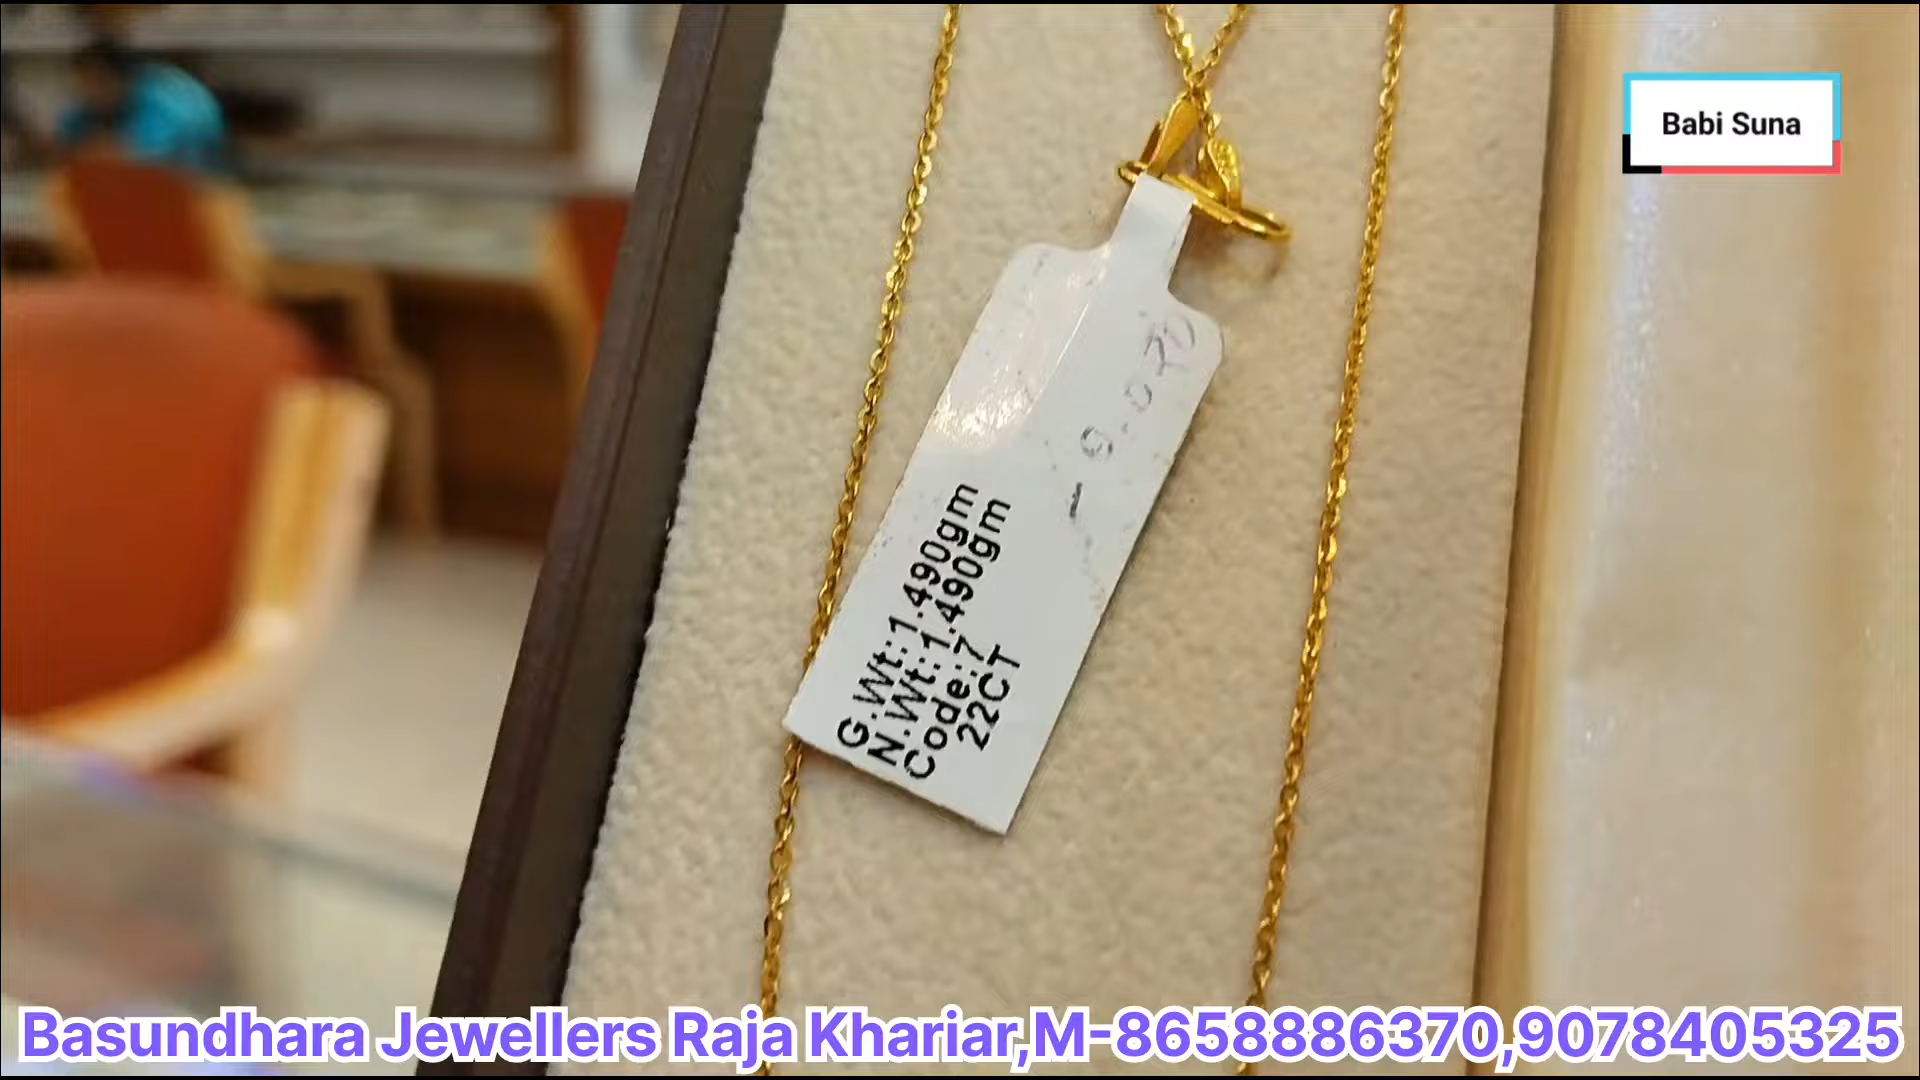 Babi Suna
G.Wt:1.490gm
N.Wt:1.490gm
Code:7
22CT
Basundhara Jewellers Raja Khariar,M-8658886370,9078405325